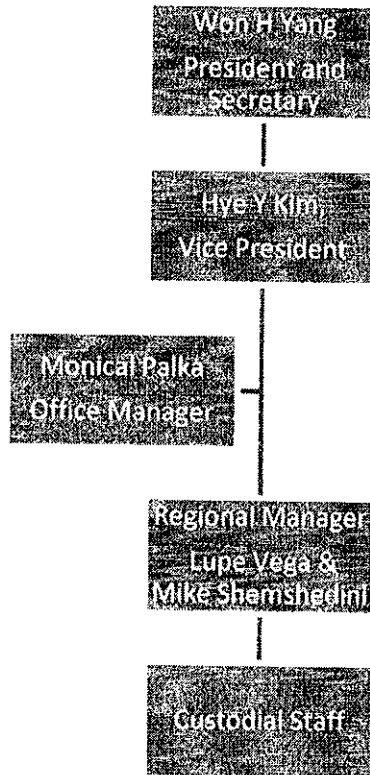 Won H Yang
President and
Secretary
Hye Y Kim,
Vice President
Monical Palka
Office Manager
Regional Manager
Lupe Vega &
Mike Shemshedini
Custodial Staff